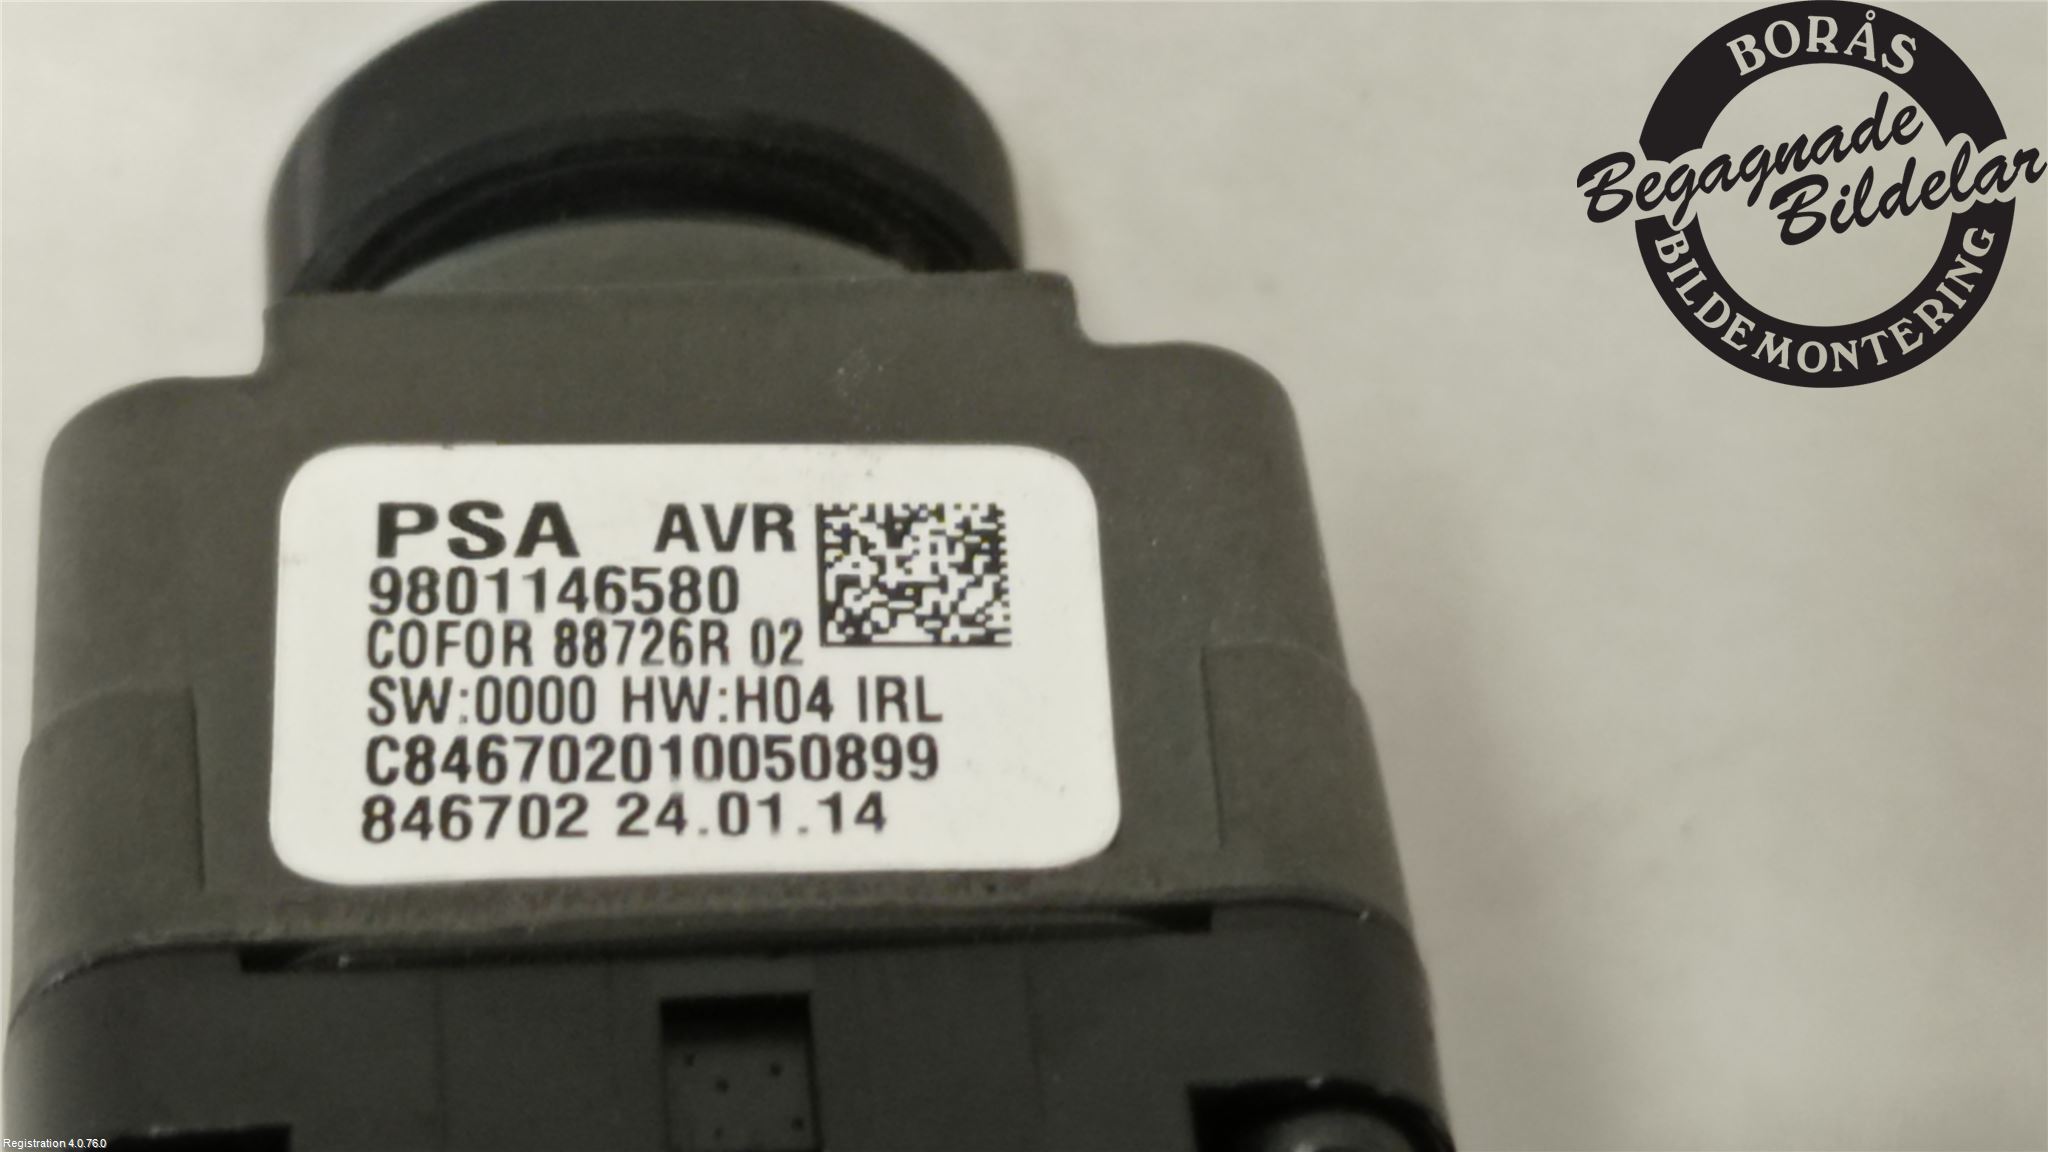 BORÅS
Begagnade
Bildelar
BILDEMONTERING
PSA AVR
9801146580
COFOR 88726R 02
SW:0000 HW:H04 IRL
C846702010050899
846702 24.01.14
Registration 4.0.76.0